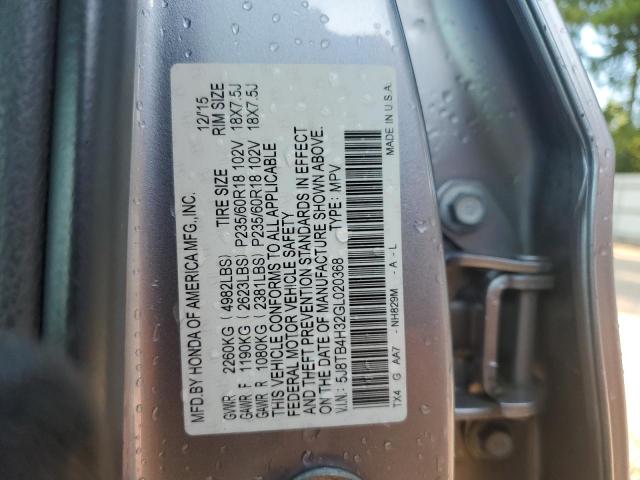 MFD.BY HONDA OF AMERICA MFG.,INC. 12/15
TIRE SIZE RIM SIZE
GVWR 2260KG ( 4982LBS)
GAWR F 1190KG ( 2623LBS) P235/60R18 102V 18X7.5J
GAWR R 1080KG ( 2381LBS) P235/60R18 102V 18X7.5J
THIS VEHICLE CONFORMS TO ALL APPLICABLE
FEDERAL MOTOR VEHICLE SAFETY
AND THEFT PREVENTION STANDARDS IN EFFECT
ON THE DATE OF MANUFACTURE SHOWN ABOVE.
V.I.N.: 5J8TB4H32GL020368 TYPE: MPV
TX4 G AA7 - NH829M - A - L MADE IN U.S.A.